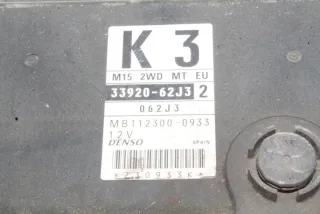 K 3
M15 2WD MT EU
33920-62J3 2
062J3
MB112300-0933
12V
DENSO SPAIN